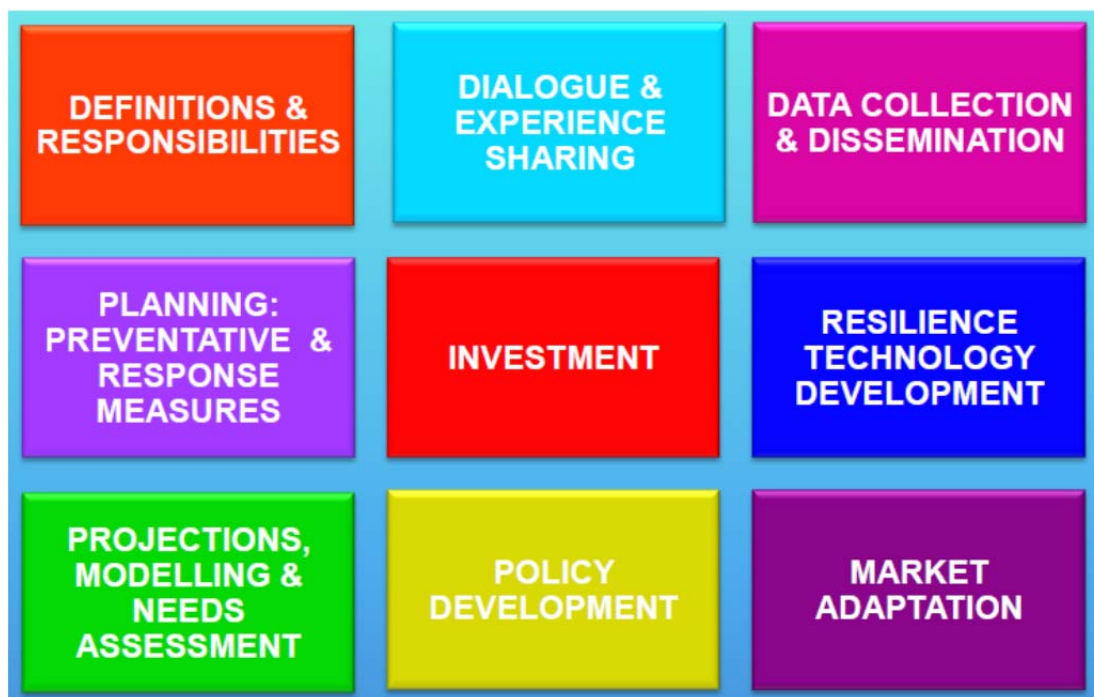 DEFINITIONS &
RESPONSIBILITIES
DIALOGUE &
EXPERIENCE
SHARING
DATA COLLECTION
& DISSEMINATION
PLANNING:
PREVENTATIVE &
RESPONSE
MEASURES
INVESTMENT
RESILIENCE
TECHNOLOGY
DEVELOPMENT
PROJECTIONS,
MODELLING &
NEEDS
ASSESSMENT
POLICY
DEVELOPMENT
MARKET
ADAPTATION